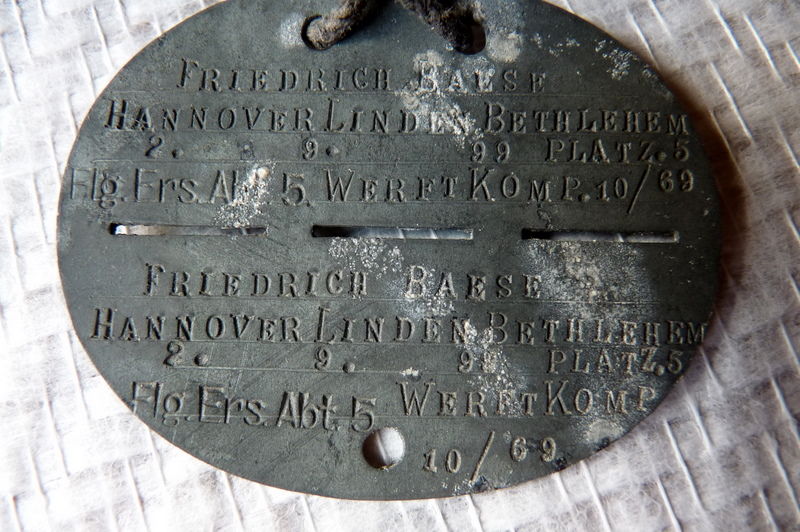 FRIEDRICH BAESE
HANNOVER LINDEN BETHLEHEM
2. 9. 99 PLATZ. 5
Flg. Ers. Abt. 5. WERFT KOMP. 10/69
FRIEDRICH BAESE
HANNOVER LINDEN BETHLEHEM
2. 9. 99 PLATZ. 5
Flg. Ers. Abt. 5 WERFT KOMP.
10/69